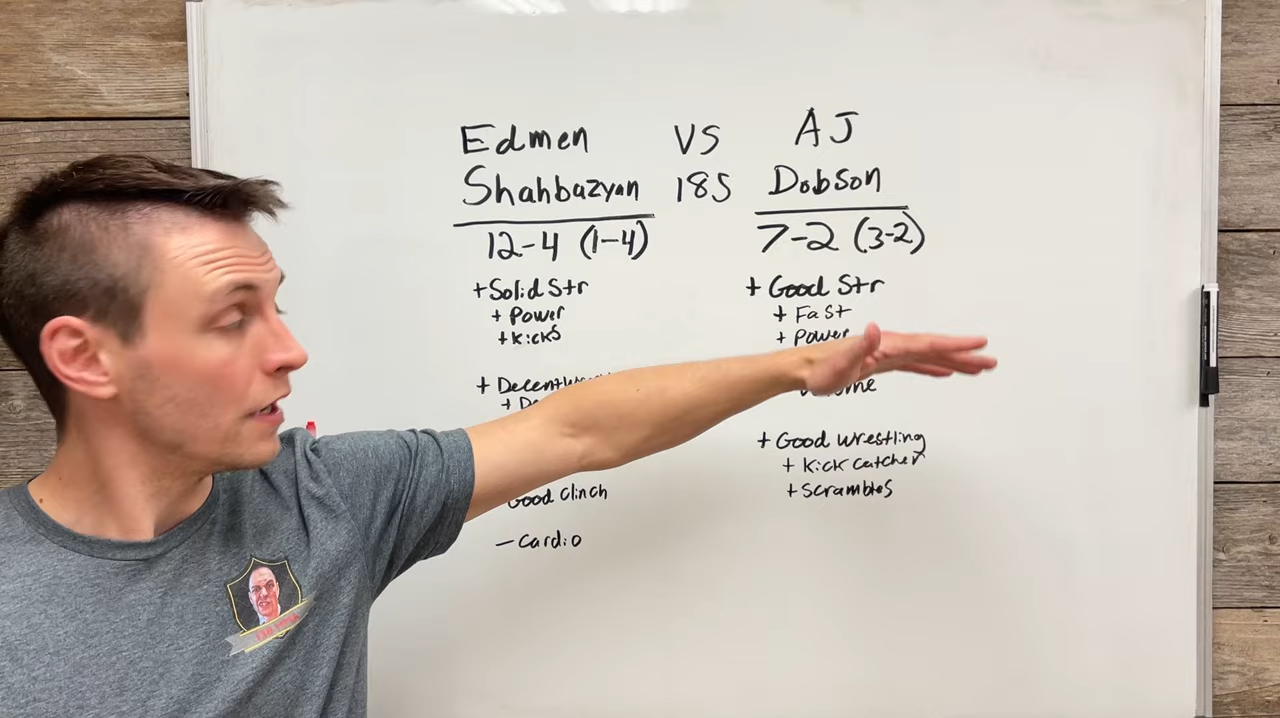 Edmen VS AJ
Shahbazyan 185 Dobson
12-4 (1-4) 7-2 (3-2)
+Solid Str
+ Power
+kicks
+ Decent
Good Clinch
- Cardio
+ Good Str
+ Fast
+ Power
+ Good Wrestling
+ Kick Catcher
+ Scrambles